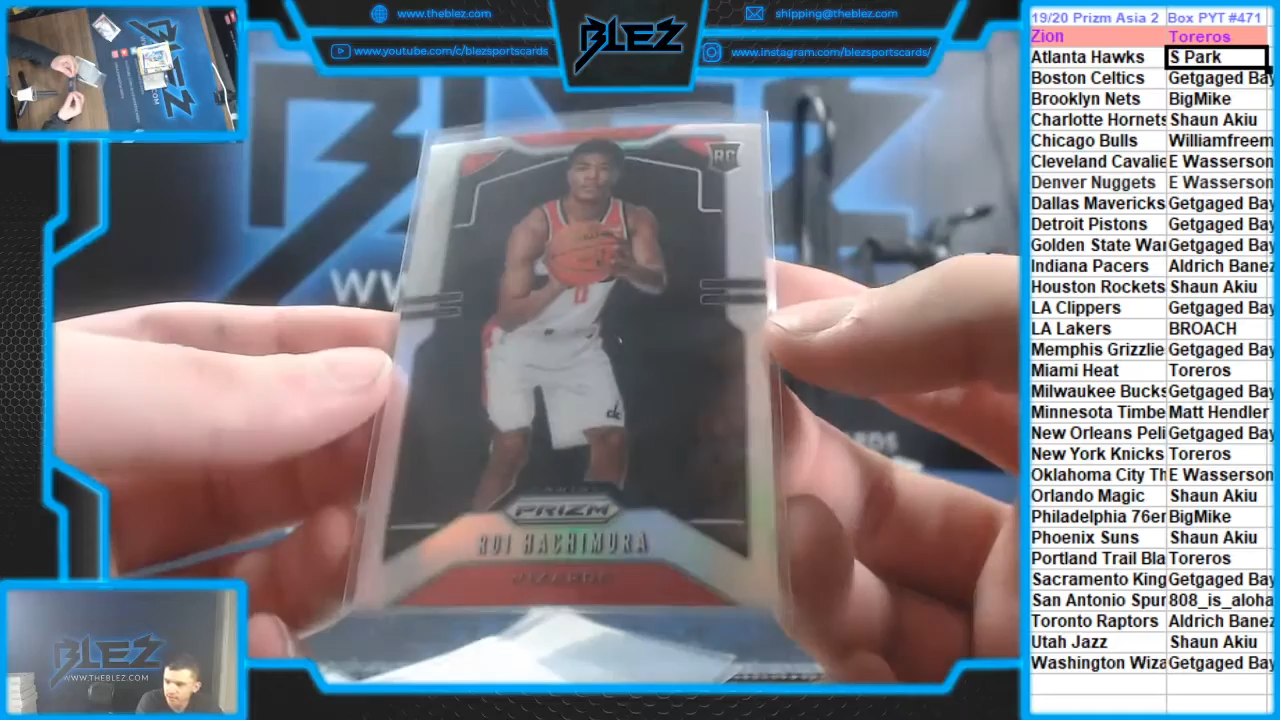 www.theblez.com
www.youtube.com/c/blezsportscards
BLEZ
shipping@theblez.com
www.instagram.com/blezsportscards/
RC
PRIZM
RUI HACHIMURA
WIZARDS
BLEZ
WWW.THEBLEZ.COM
19/20 Prizm Asia 2 Box PYT #471
Zion Toreros
Atlanta Hawks S Park
Boston Celtics Getgaged Bay
Brooklyn Nets BigMike
Charlotte Hornets Shaun Akiu
Chicago Bulls Williamfreem
Cleveland Cavalie E Wasserson
Denver Nuggets E Wasserson
Dallas Mavericks Getgaged Bay
Detroit Pistons Getgaged Bay
Golden State War Getgaged Bay
Indiana Pacers Aldrich Banez
Houston Rockets Shaun Akiu
LA Clippers Getgaged Bay
LA Lakers BROACH
Memphis Grizzlie Getgaged Bay
Miami Heat Toreros
Milwaukee Bucks Getgaged Bay
Minnesota Timbe Matt Hendler
New Orleans Peli Getgaged Bay
New York Knicks Toreros
Oklahoma City Th E Wasserson
Orlando Magic Shaun Akiu
Philadelphia 76er BigMike
Phoenix Suns Shaun Akiu
Portland Trail Bla Toreros
Sacramento King Getgaged Bay
San Antonio Spur 808_is_aloha
Toronto Raptors Aldrich Banez
Utah Jazz Shaun Akiu
Washington Wiza Getgaged Bay